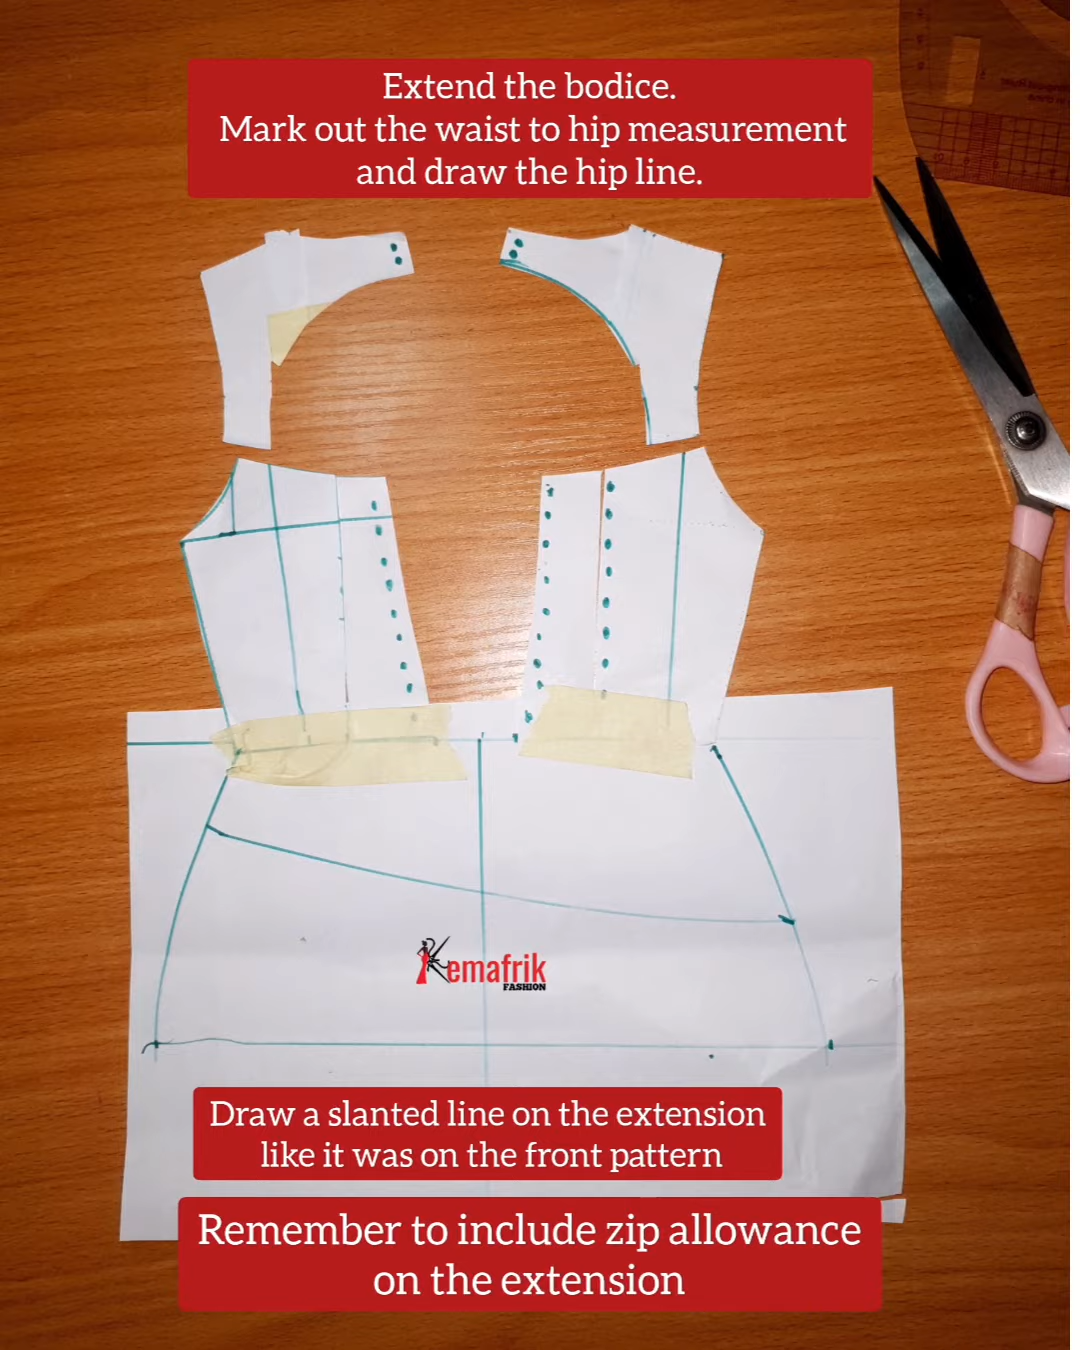 Extend the bodice.
Mark out the waist to hip measurement
and draw the hip line.
Kemafrik
FASHION
Draw a slanted line on the extension
like it was on the front pattern
Remember to include zip allowance
on the extension